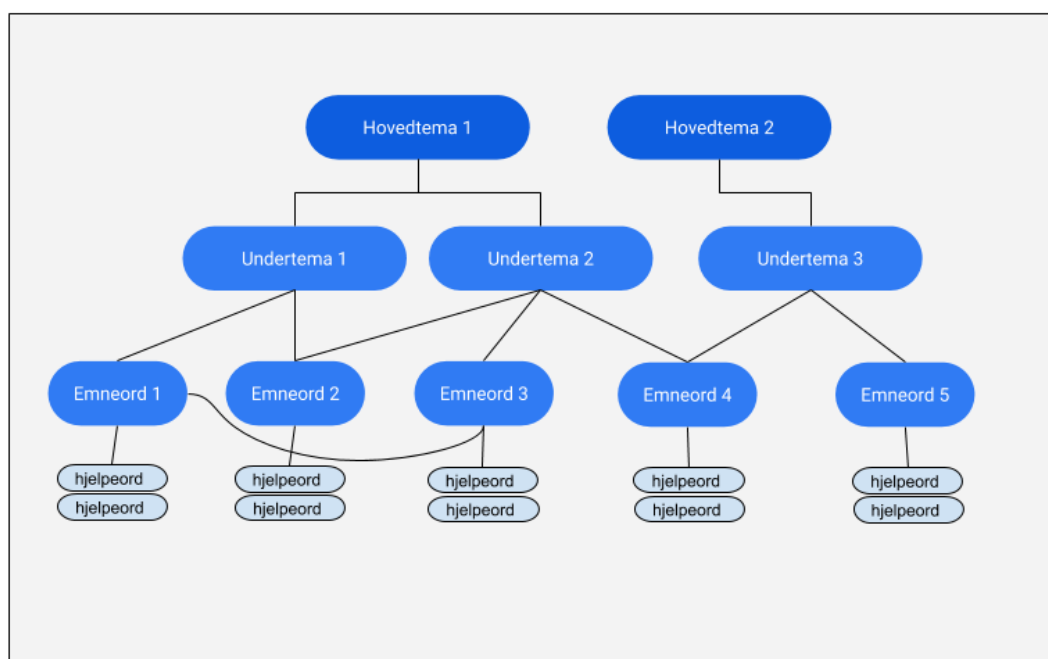 Hovedtema 1
Hovedtema 2
Undertema 1
Undertema 2
Undertema 3
Emneord 1
Emneord 2
Emneord 3
Emneord 4
Emneord 5
hjelpeord
hjelpeord
hjelpeord
hjelpeord
hjelpeord
hjelpeord
hjelpeord
hjelpeord
hjelpeord
hjelpeord